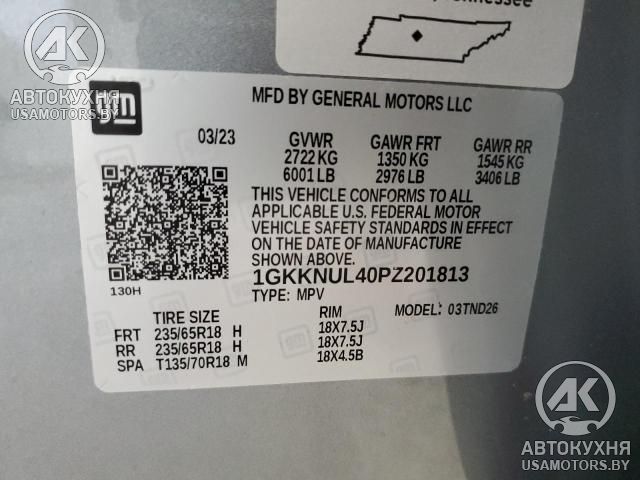 Tennessee
АВТОКУХНЯ
USAMOTORS.BY
gm
MFD BY GENERAL MOTORS LLC
03/23 GVWR GAWR FRT GAWR RR
2722 KG 1350 KG 1545 KG
6001 LB 2976 LB 3406 LB
THIS VEHICLE CONFORMS TO ALL
APPLICABLE U.S. FEDERAL MOTOR
VEHICLE SAFETY STANDARDS IN EFFECT
ON THE DATE OF MANUFACTURE
SHOWN ABOVE.
1GKKNUL40PZ201813
130H
TYPE: MPV MODEL: 03TND26
TIRE SIZE RIM
FRT 235/65R18 H 18X7.5J
RR 235/65R18 H 18X7.5J
SPA T135/70R18 M 18X4.5B
АК
АВТОКУХНЯ
USAMOTORS.BY